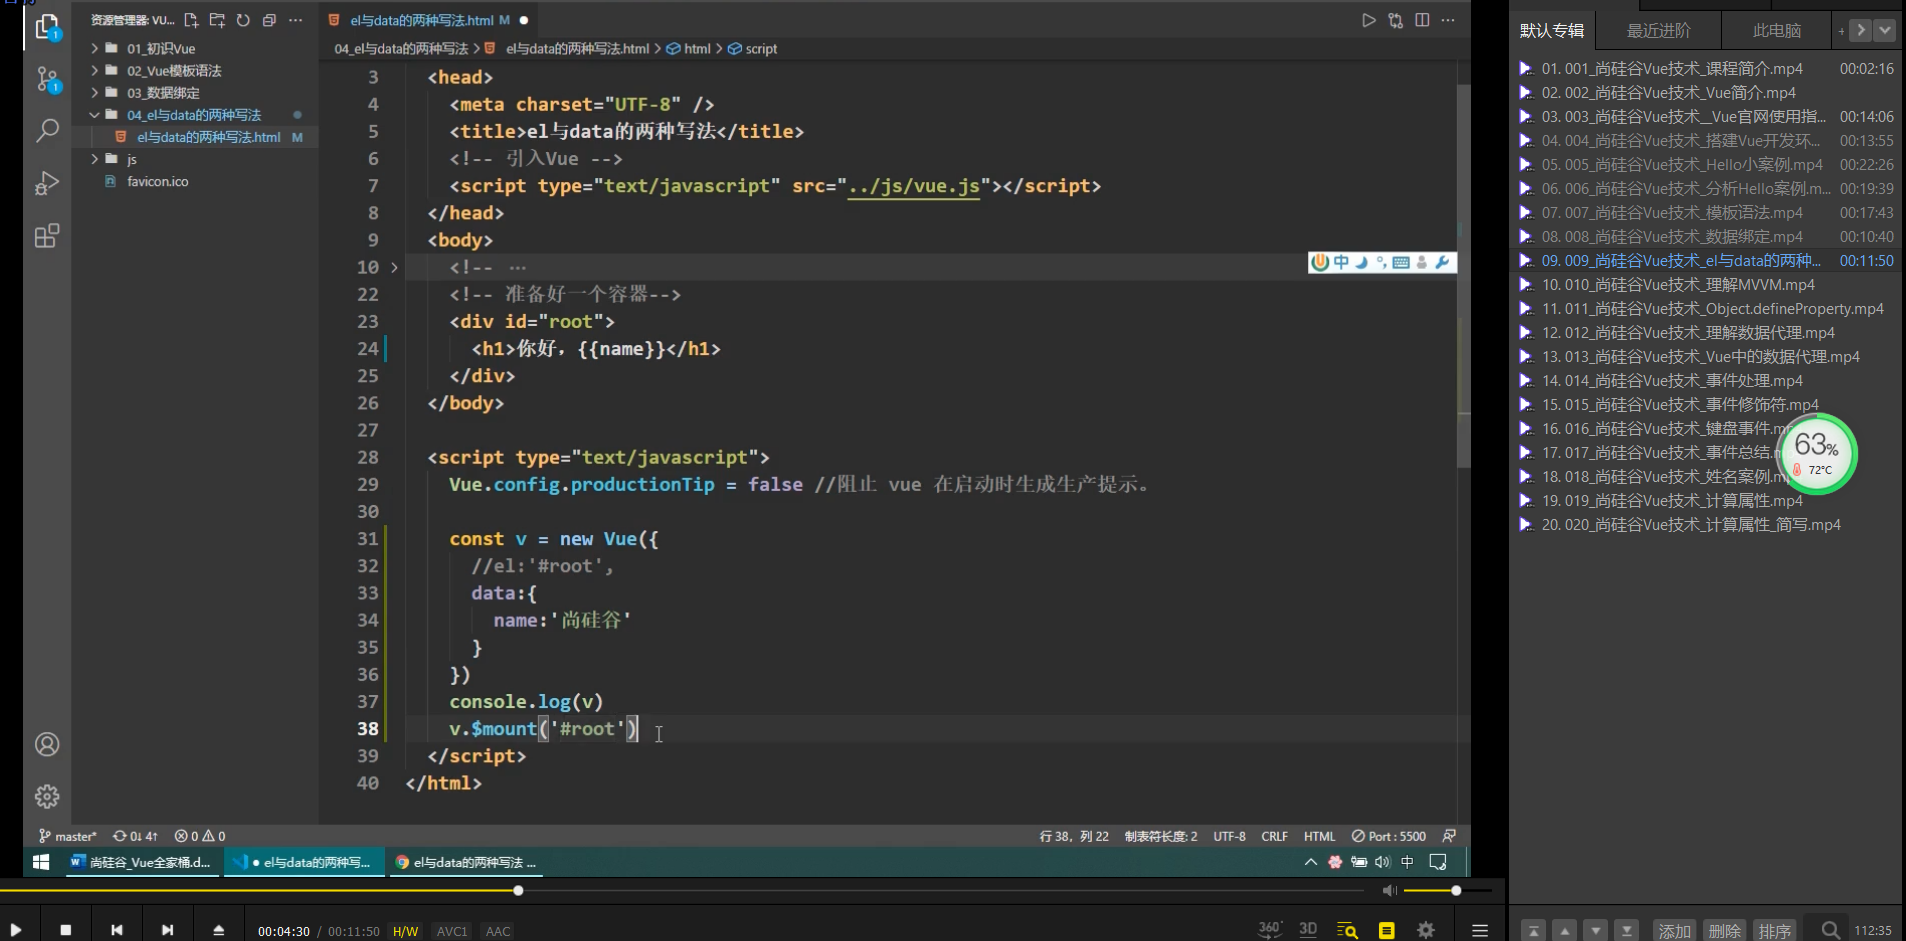 资源管理器: VU...
01_初识Vue
02_Vue模板语法
03_数据绑定
04_el与data的两种写法
el与data的两种写法.html M
js
favicon.ico
el与data的两种写法.html M
04_el与data的两种写法 > el与data的两种写法.html > html > script
3 <head>
4 <meta charset="UTF-8" />
5 <title>el与data的两种写法</title>
6 <!-- 引入Vue -->
7 <script type="text/javascript" src="../js/vue.js"></script>
8 </head>
9 <body>
10 <!-- ...
22 <!-- 准备好一个容器-->
23 <div id="root">
24 <h1>你好，{{name}}</h1>
25 </div>
26 </body>
27
28 <script type="text/javascript">
29 Vue.config.productionTip = false //阻止 vue 在启动时生成生产提示。
30
31 const v = new Vue({
32 //el:'#root',
33 data:{
34 name:'尚硅谷'
35 }
36 })
37 console.log(v)
38 v.$mount('#root')
39 </script>
40 </html>
中
master* 0↓ 4↑ 0 0
行 38，列 22 制表符长度: 2 UTF-8 CRLF HTML Port : 5500
尚硅谷_Vue全家桶.d...
el与data的两种写...
el与data的两种写法 ...
中
00:04:30 / 00:11:50 H/W AVC1 AAC
360° 3D
默认专辑 最近进阶 此电脑 +
01. 001_尚硅谷Vue技术_课程简介.mp4 00:02:16
02. 002_尚硅谷Vue技术_Vue简介.mp4
03. 003_尚硅谷Vue技术__Vue官网使用指... 00:14:06
04. 004_尚硅谷Vue技术_搭建Vue开发环... 00:13:55
05. 005_尚硅谷Vue技术_Hello小案例.mp4 00:22:26
06. 006_尚硅谷Vue技术_分析Hello案例.m... 00:19:39
07. 007_尚硅谷Vue技术_模板语法.mp4 00:17:43
08. 008_尚硅谷Vue技术_数据绑定.mp4 00:10:40
09. 009_尚硅谷Vue技术_el与data的两种... 00:11:50
10. 010_尚硅谷Vue技术_理解MVVM.mp4
11. 011_尚硅谷Vue技术_Object.defineProperty.mp4
12. 012_尚硅谷Vue技术_理解数据代理.mp4
13. 013_尚硅谷Vue技术_Vue中的数据代理.mp4
14. 014_尚硅谷Vue技术_事件处理.mp4
15. 015_尚硅谷Vue技术_事件修饰符.mp4
16. 016_尚硅谷Vue技术_键盘事件.m
17. 017_尚硅谷Vue技术_事件总结.
18. 018_尚硅谷Vue技术_姓名案例.m
19. 019_尚硅谷Vue技术_计算属性.mp4
20. 020_尚硅谷Vue技术_计算属性_简写.mp4
63%
72°C
添加 删除 排序 112:35